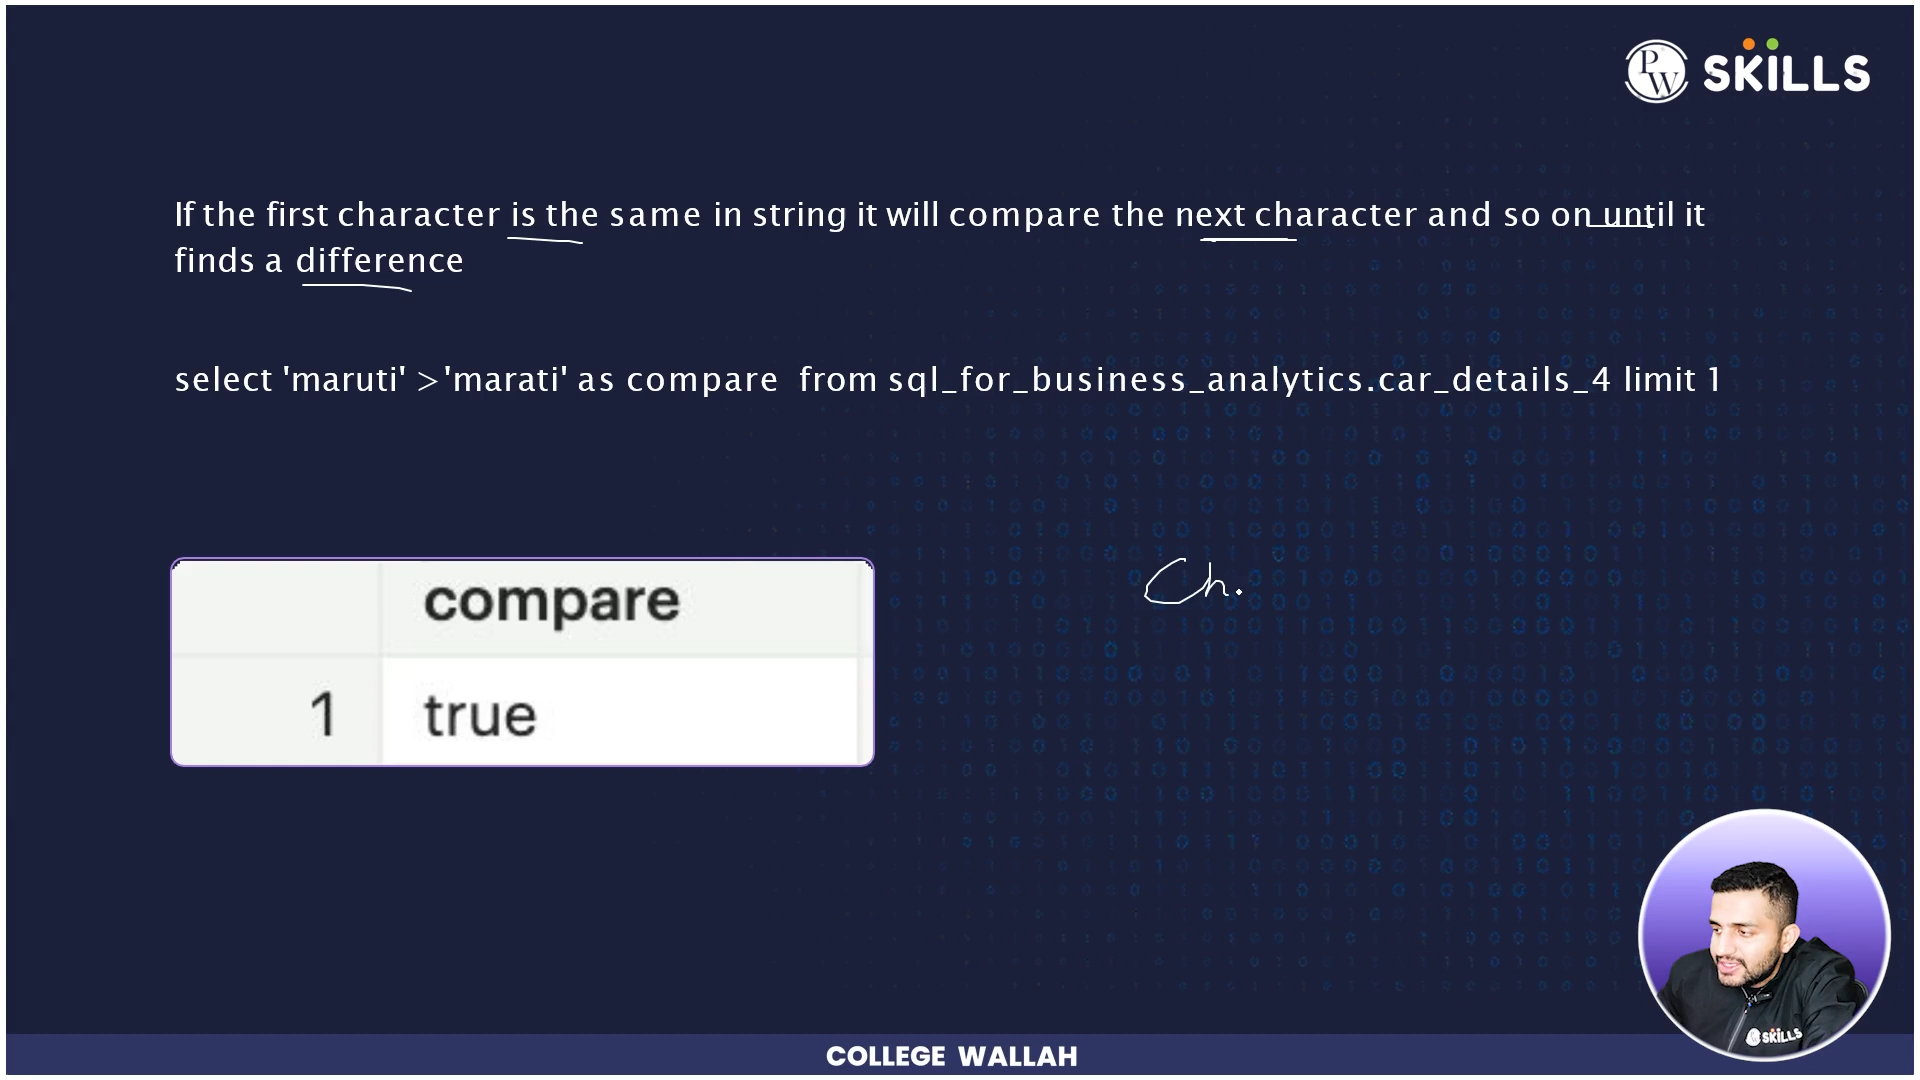 PW SKILLS
If the first character is the same in string it will compare the next character and so on until it
finds a difference
select 'maruti' >'marati' as compare from sql_for_business_analytics.car_details_4 limit 1
compare
1 true
Ch.
SKILLS
COLLEGE WALLAH